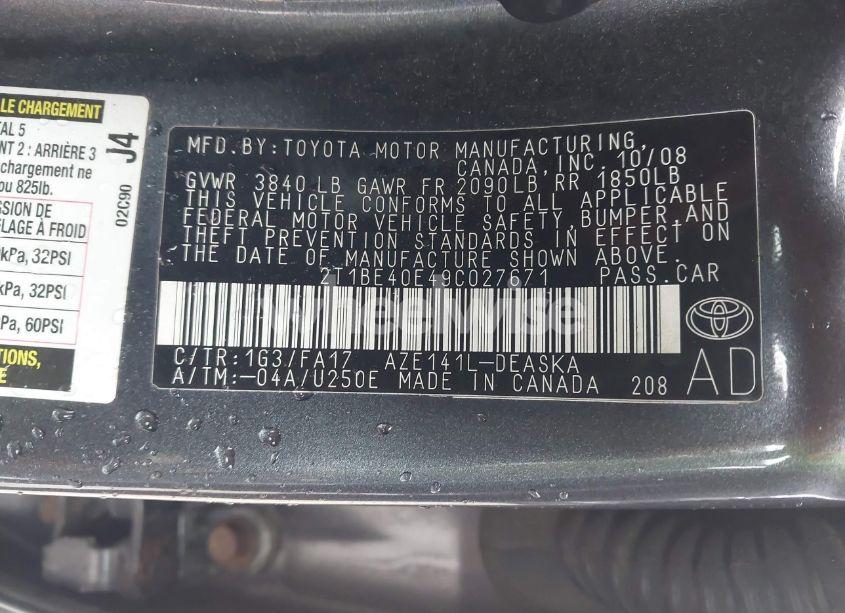 LE CHARGEMENT
TAL 5
NT 2 : ARRIÈRE 3
chargement ne
ou 825lb.
SSION DE
FLAGE À FROID
kPa, 32PSI
kPa, 32PSI
Pa, 60PSI
J4
02C90
MFD.BY:TOYOTA MOTOR MANUFACTURING,
CANADA,INC. 10/08
GVWR 3840 LB GAWR FR 2090LB RR 1850LB
THIS VEHICLE CONFORMS TO ALL APPLICABLE
FEDERAL MOTOR VEHICLE SAFETY, BUMPER,AND
THEFT PREVENTION STANDARDS IN EFFECT ON
THE DATE OF MANUFACTURE SHOWN ABOVE.
2T1BE40E49C027671 PASS.CAR
wheelwise
C/TR:1G3/FA17 AZE141L-DEASKA
A/TM:-04A/U250E MADE IN CANADA 208
AD